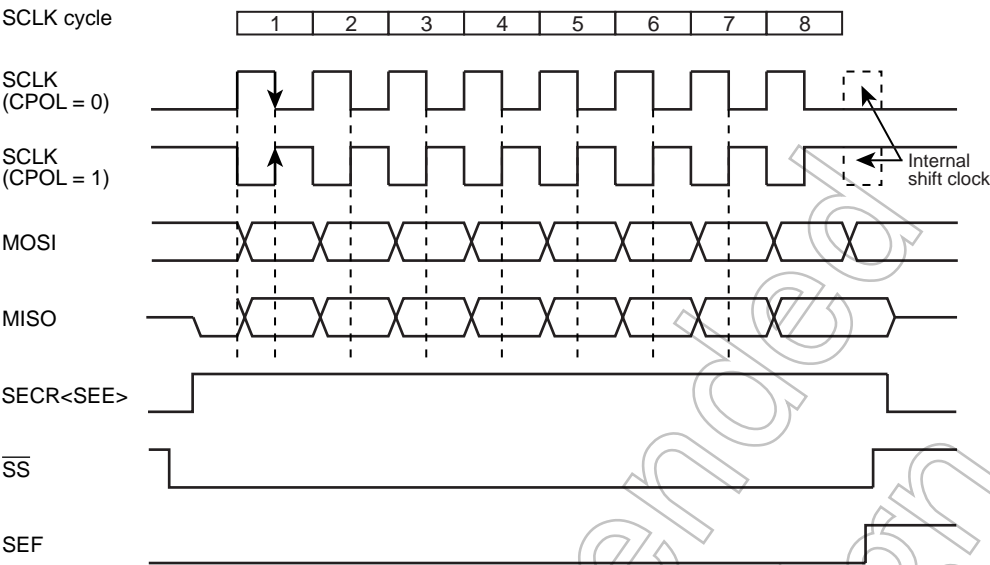 SCLK cycle 1 2 3 4 5 6 7 8
SCLK
(CPOL = 0)
SCLK
(CPOL = 1)
Internal
shift clock
MOSI
MISO
SECR<SEE>
SS
SEF